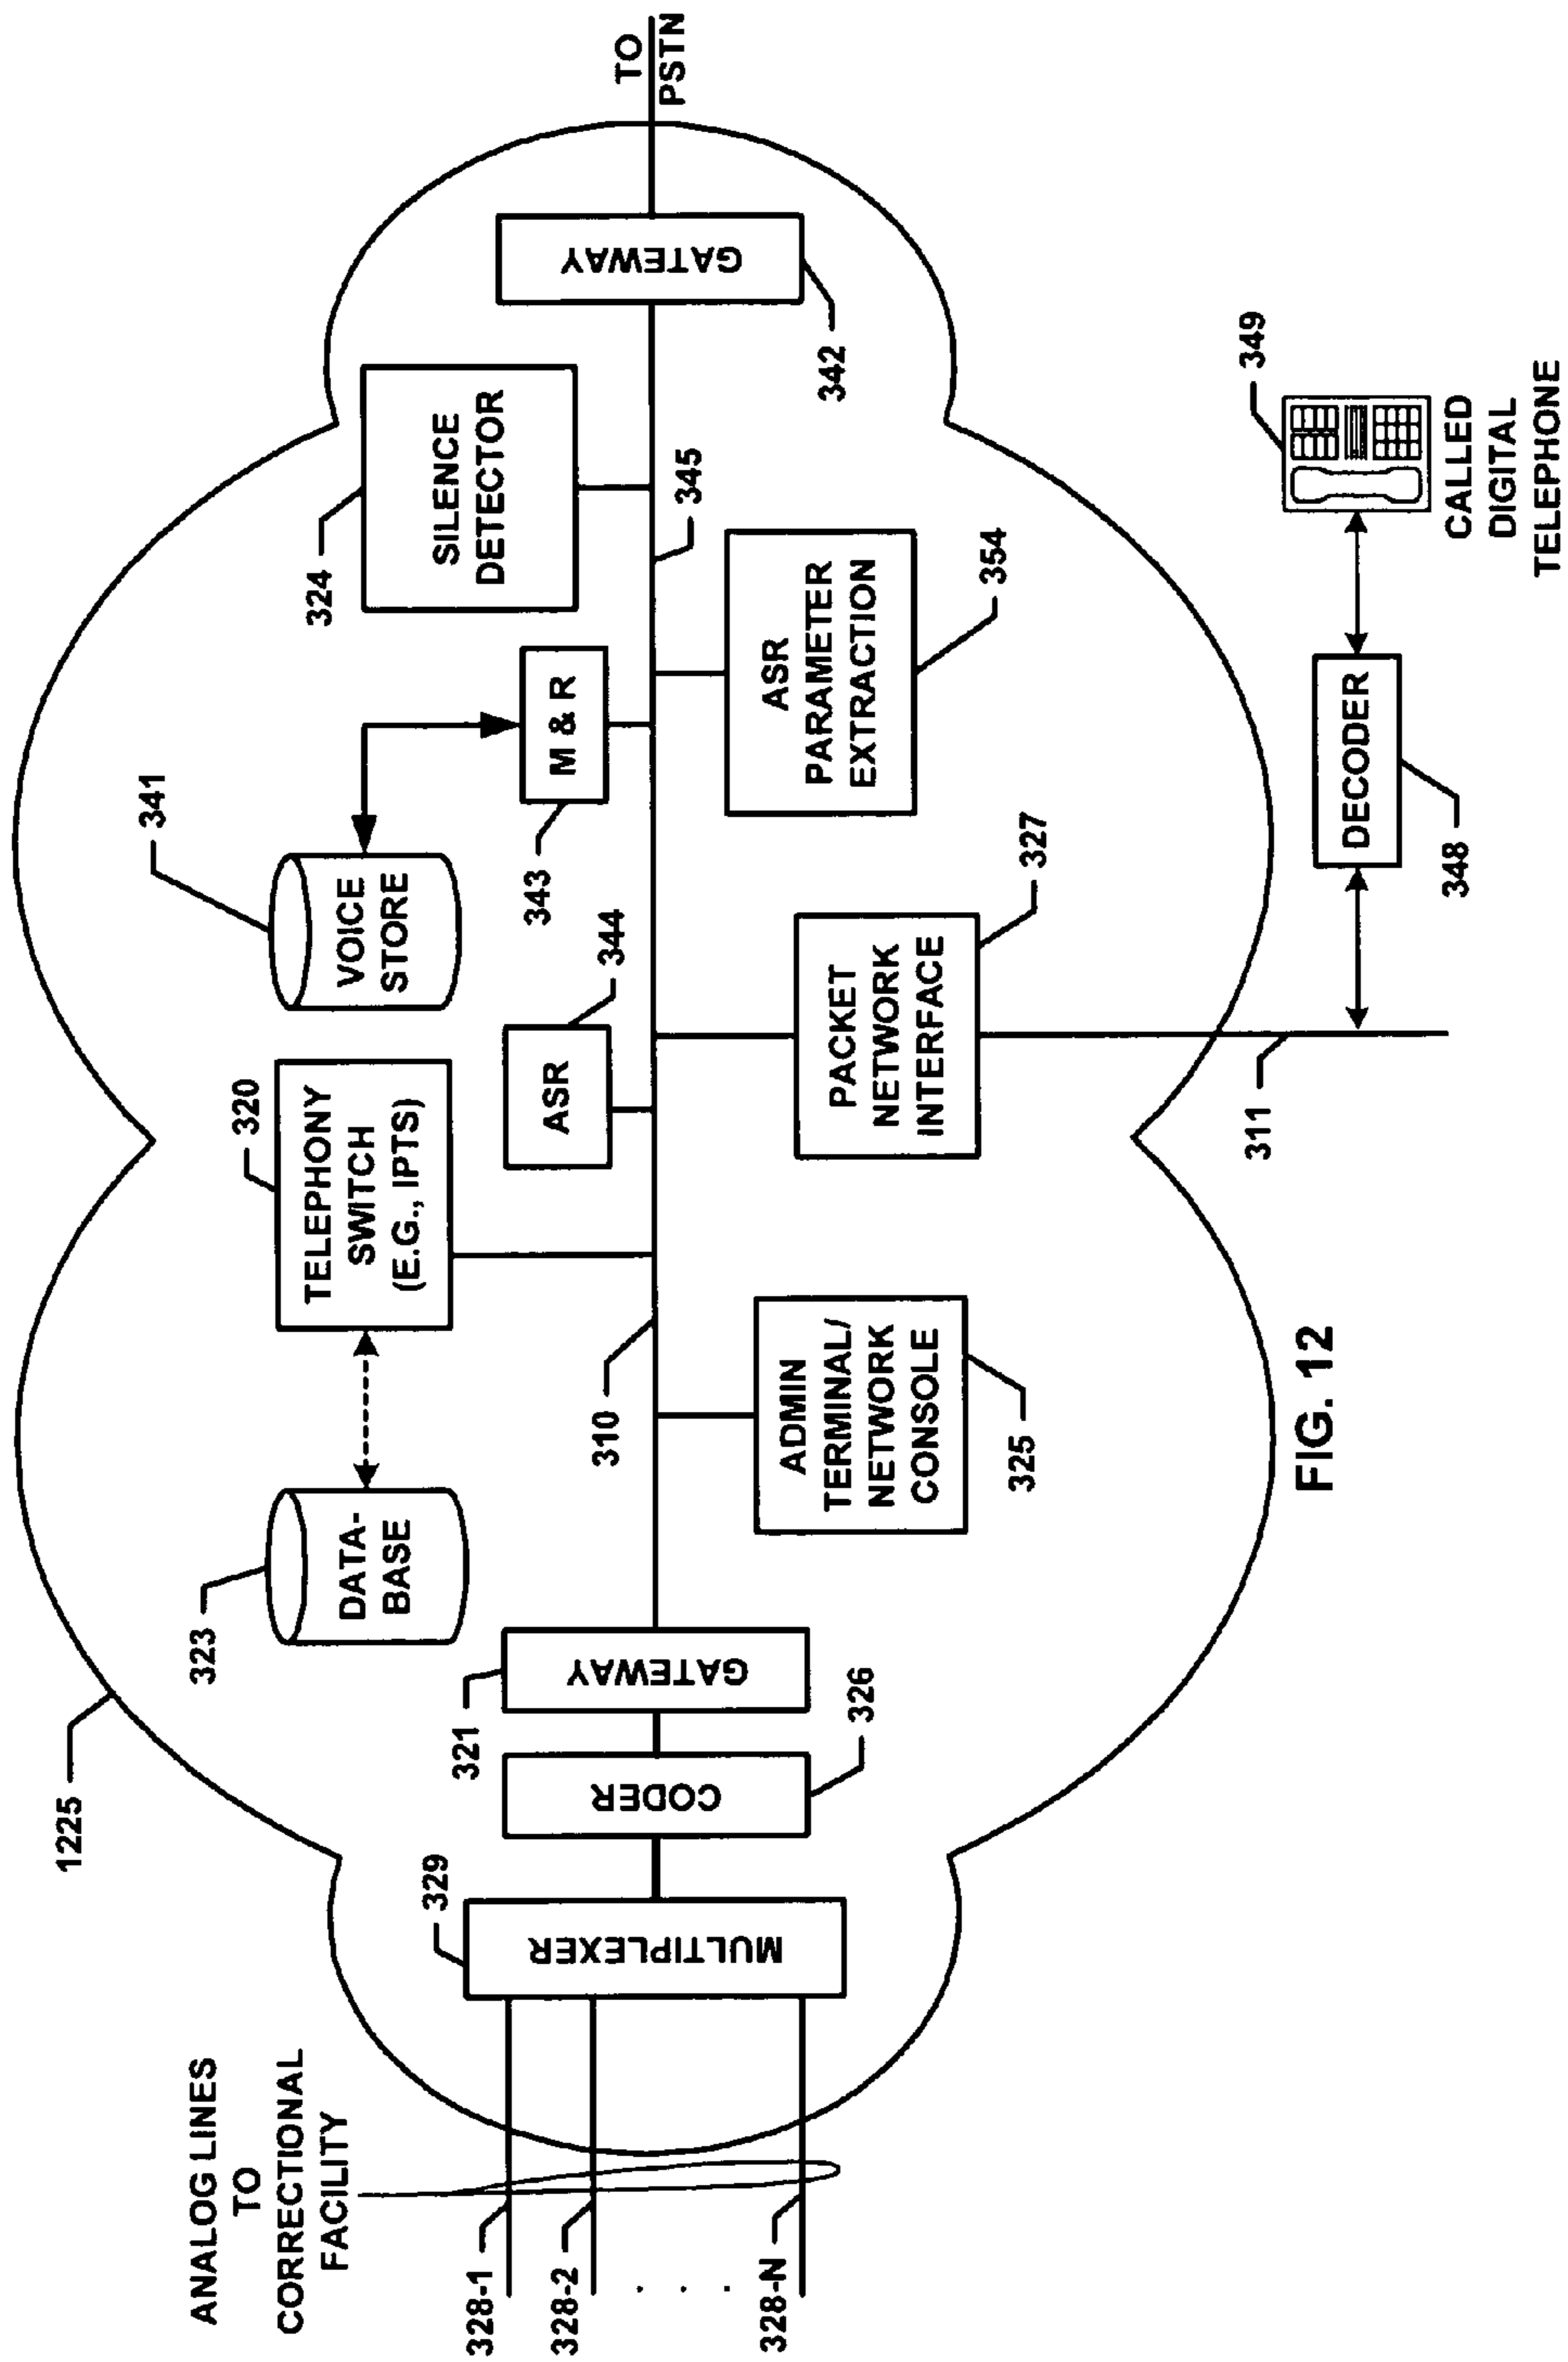 1225
ANALOG LINES
TO
CORRECTIONAL
FACILITY
328-1
328-2
. . .
328-N
329
MULTIPLEXER
CODER
326
321
GATEWAY
323
DATA-
BASE
320
TELEPHONY
SWITCH
(E.G., IPTS)
310
ADMIN
TERMINAL/
NETWORK
CONSOLE
325
341
VOICE
STORE
ASR
344
343
M & R
324
SILENCE
DETECTOR
345
PACKET
NETWORK
INTERFACE
327
ASR
PARAMETER
EXTRACTION
354
GATEWAY
342
TO
PSTN
311
DECODER
348
349
CALLED
DIGITAL
TELEPHONE
FIG. 12